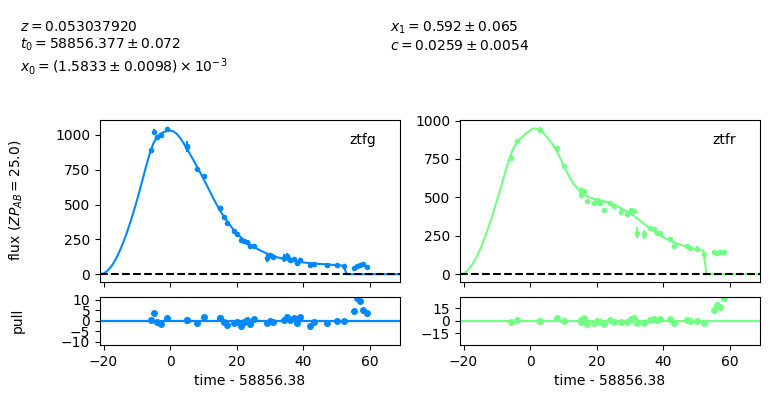 z = 0.053037920
t₀ = 58856.377 ± 0.072
x₀ = (1.5833 ± 0.0098) × 10⁻³
x₁ = 0.592 ± 0.065
c = 0.0259 ± 0.0054
flux (ZP_AB = 25.0)
1000
750
500
250
0
ztfg
1000
750
500
250
0
ztfr
pull
10
5
0
−5
−10
−20 0 20 40 60
time - 58856.38
15
0
−15
−20 0 20 40 60
time - 58856.38